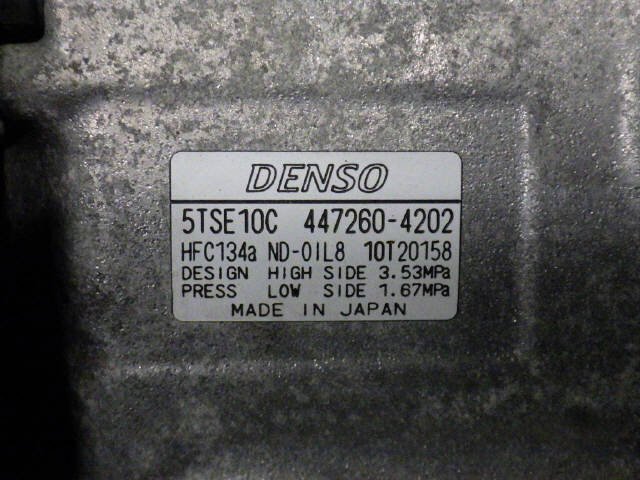 DENSO
5TSE10C 447260-4202
HFC134a ND-OIL8 10T20158
DESIGN HIGH SIDE 3.53MPa
PRESS LOW SIDE 1.67MPa
MADE IN JAPAN